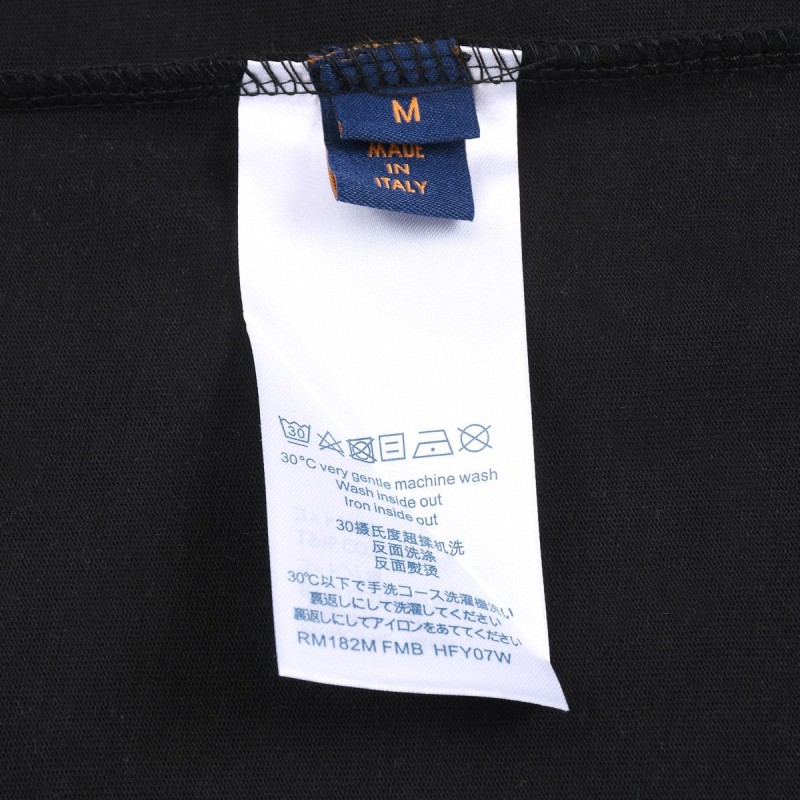 M
MADE
IN
ITALY
30
30°C very gentle machine wash
Wash inside out
Iron inside out
30摄氏度超揉机洗
反面洗涤
反面熨烫
30℃以下で手洗コース洗濯機洗い
裏返しにして洗濯してください
裏返しにしてアイロンをあててください
RM182M FMB HFY07W